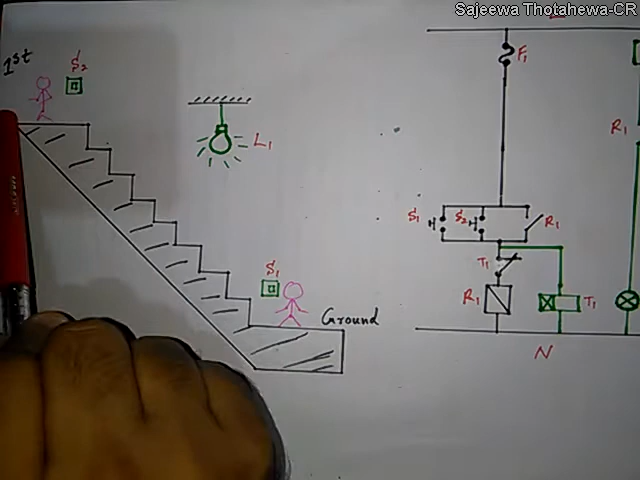 Sajeewa Thotahewa-CR
1st
S2
L1
S1
Ground
F1
S1
S2
R1
T1
R1
T1
N
R1